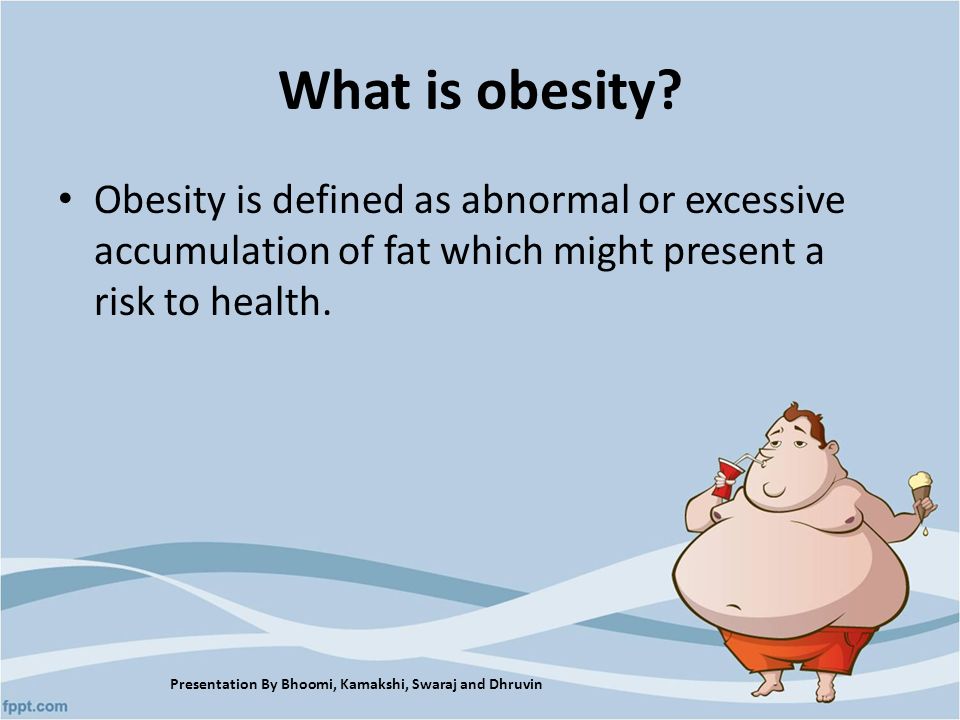 What is obesity?
• Obesity is defined as abnormal or excessive
accumulation of fat which might present a
risk to health.
Presentation By Bhoomi, Kamakshi, Swaraj and Dhruvin
fppt.com